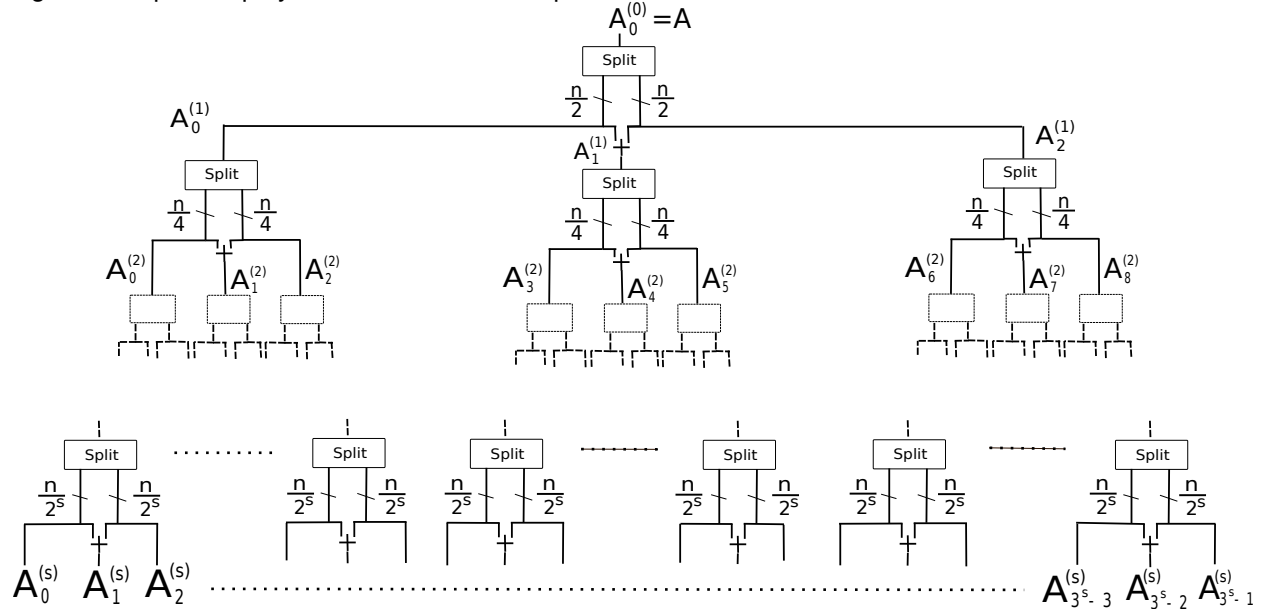 A_0^(0) = A
Split
n/2 n/2
A_0^(1) A_1^(1) A_2^(1)
Split Split Split
n/4 n/4 n/4 n/4 n/4 n/4
A_0^(2) A_1^(2) A_2^(2) A_3^(2) A_4^(2) A_5^(2) A_6^(2) A_7^(2) A_8^(2)
Split Split Split Split Split Split
n/2^s n/2^s n/2^s n/2^s n/2^s n/2^s n/2^s n/2^s n/2^s n/2^s n/2^s n/2^s
A_0^(s) A_1^(s) A_2^(s) A_{3^s-3}^(s) A_{3^s-2}^(s) A_{3^s-1}^(s)